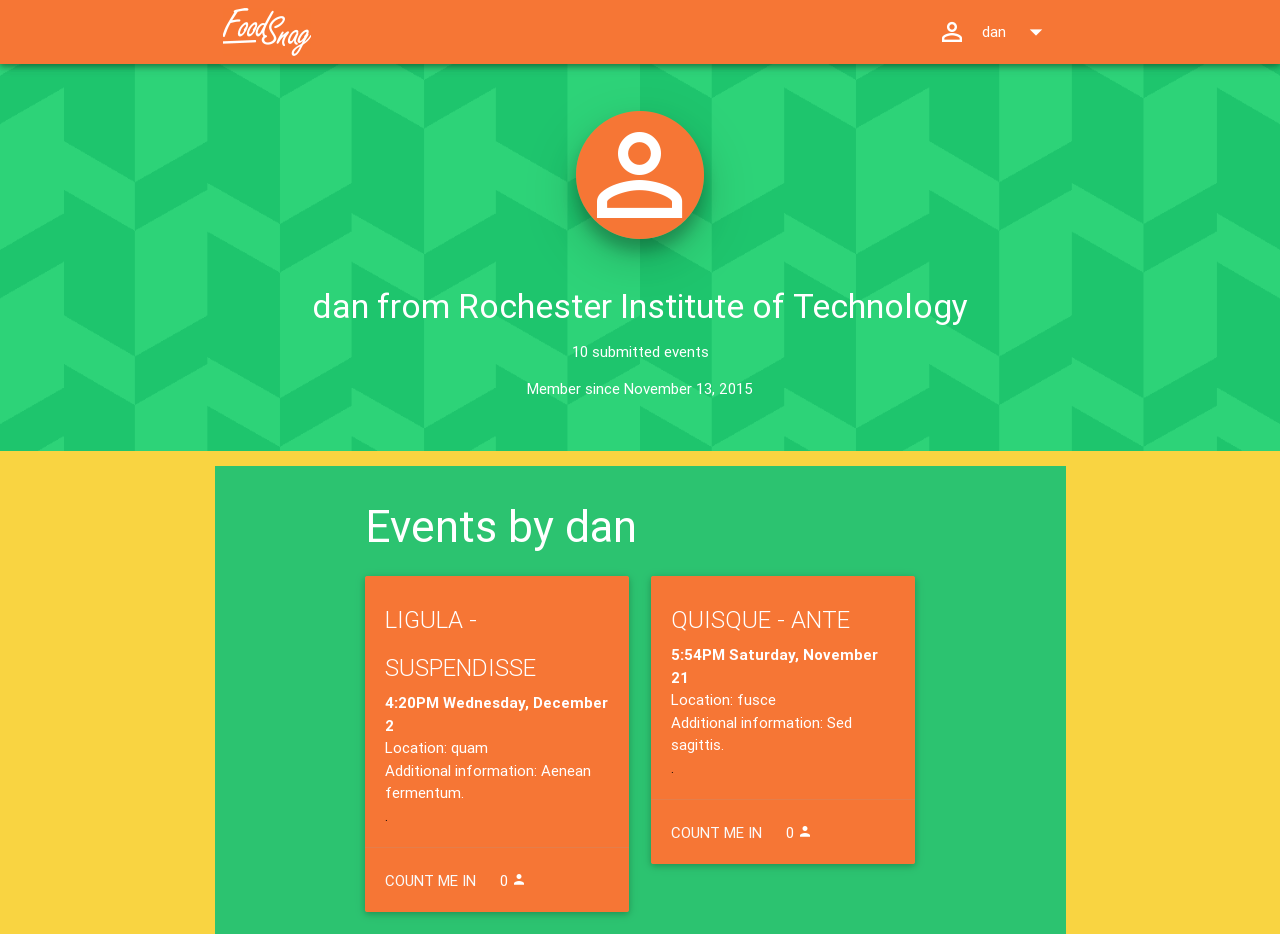 FoodSnag
dan
dan from Rochester Institute of Technology
10 submitted events
Member since November 13, 2015
Events by dan
LIGULA -
SUSPENDISSE
4:20PM Wednesday, December
2
Location: quam
Additional information: Aenean
fermentum.
.
COUNT ME IN 0
QUISQUE - ANTE
5:54PM Saturday, November
21
Location: fusce
Additional information: Sed
sagittis.
.
COUNT ME IN 0